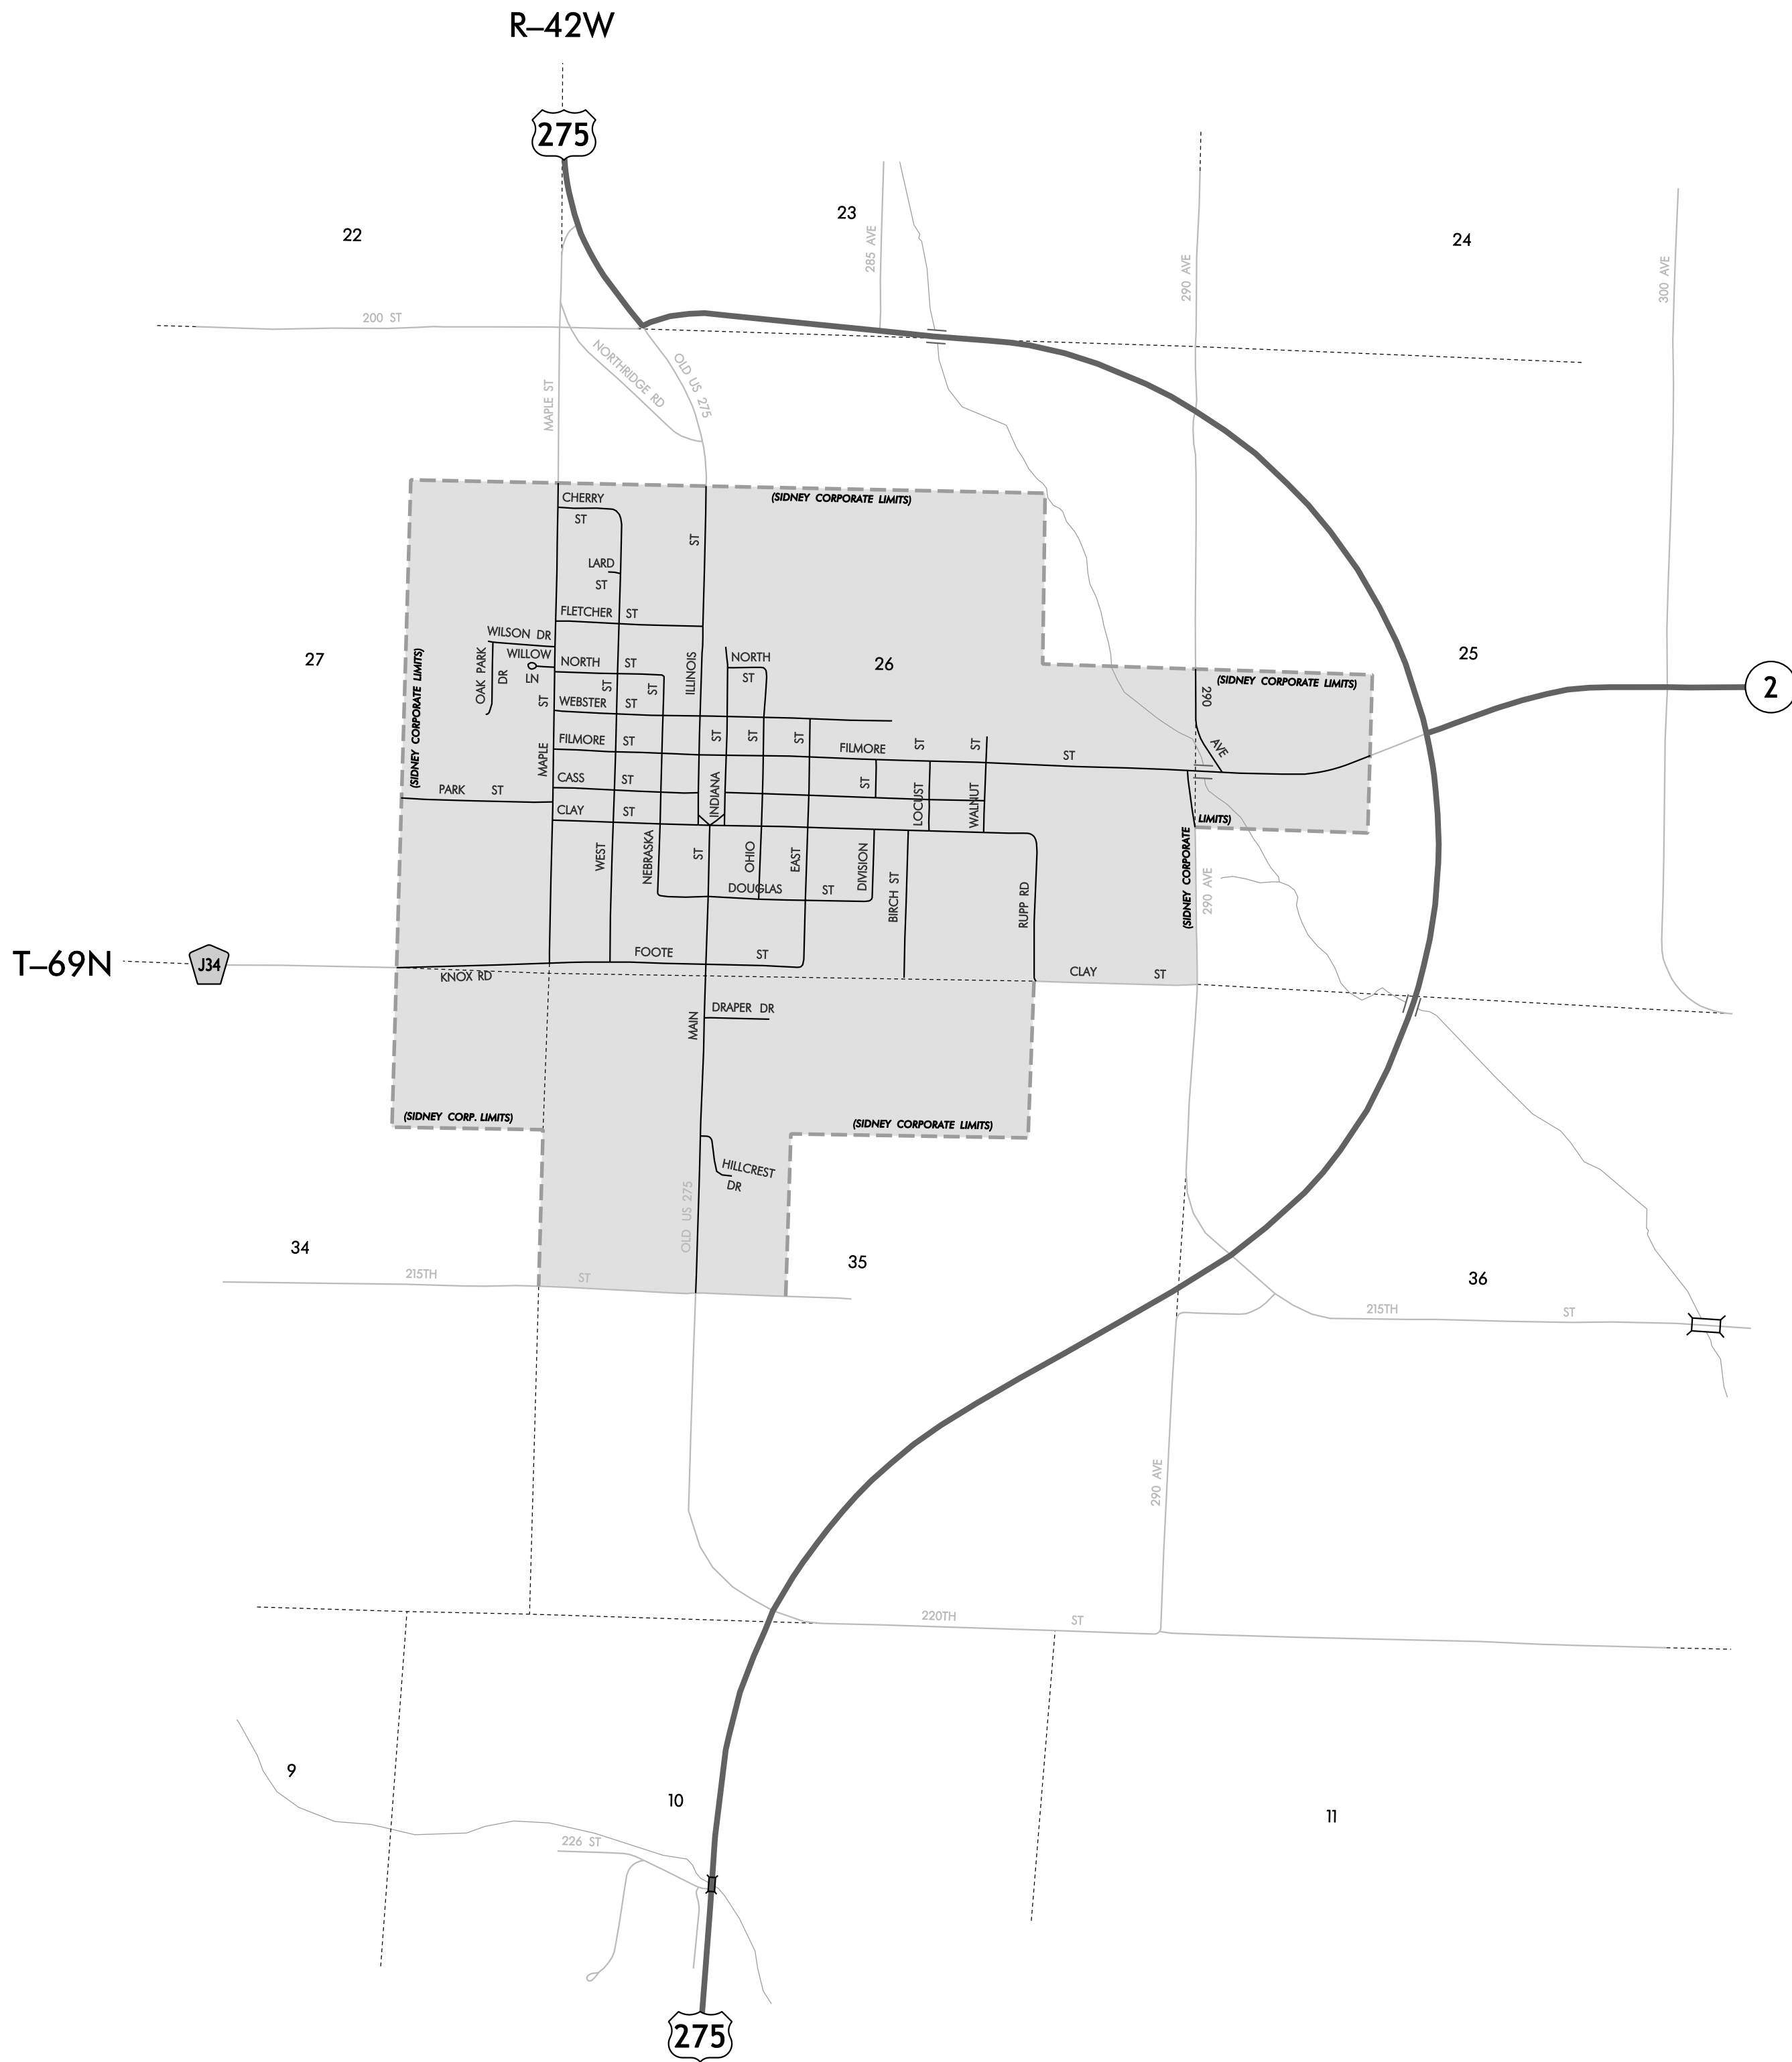 R–42W
275
22
23
24
285 AVE
290 AVE
300 AVE
200 ST
NORTHRIDGE RD
OLD US 275
MAPLE ST
CHERRY
ST
(SIDNEY CORPORATE LIMITS)
ST
LARD
ST
FLETCHER ST
WILSON DR
WILLOW
LN
OAK PARK
DR
NORTH ST
ST
ST
ILLINOIS
NORTH
ST
27
26
25
2
(SIDNEY CORPORATE LIMITS)
(SIDNEY CORPORATE LIMITS)
290
AVE
WEBSTER ST
ST
MAPLE
FILMORE ST
ST
ST
ST
FILMORE
ST
ST
ST
CASS ST
ST
PARK ST
INDIANA
LOCUST
WALNUT
CLAY ST
LIMITS)
(SIDNEY CORPORATE
WEST
NEBRASKA
ST
OHIO
EAST
DIVISION
BIRCH ST
RUPP RD
290 AVE
DOUGLAS ST
T–69N
J34
FOOTE ST
KNOX RD
CLAY ST
DRAPER DR
MAIN
(SIDNEY CORP. LIMITS)
(SIDNEY CORPORATE LIMITS)
HILLCREST
DR
OLD US 275
34
35
36
215TH ST
215TH ST
290 AVE
220TH ST
9
10
11
226 ST
275